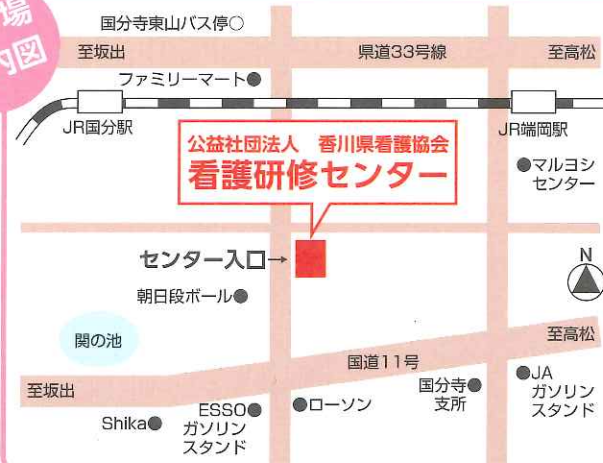 場
内図
国分寺東山バス停○
至坂出
県道33号線
至高松
ファミリーマート●
JR国分駅
JR端岡駅
公益社団法人 香川県看護協会
看護研修センター
●マルヨシ
センター
センター入口→
N
朝日段ボール●
関の池
至高松
国道11号
至坂出
国分寺●
支所
●JA
ガソリン
スタンド
Shika●
ESSO●
ガソリン
スタンド
●ローソン